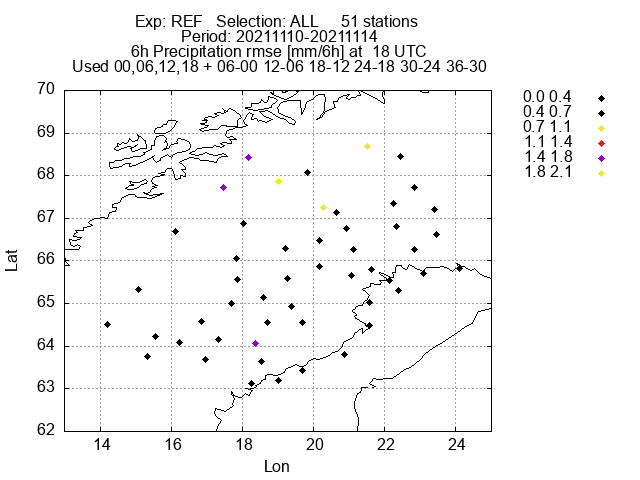 Exp: REF   Selection: ALL     51 stations
Period: 20211110-20211114
6h Precipitation rmse [mm/6h] at  18 UTC
Used 00,06,12,18 + 06-00 12-06 18-12 24-18 30-24 36-30
0.0 0.4
0.4 0.7
0.7 1.1
1.1 1.4
1.4 1.8
1.8 2.1
70
69
68
67
66
65
64
63
62
Lat
14 16 18 20 22 24
Lon